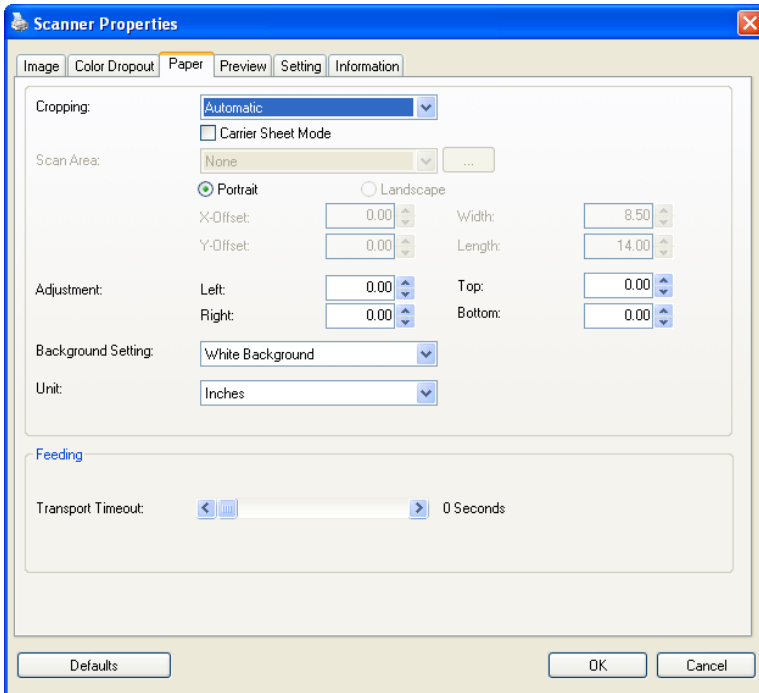 Scanner Properties
Image Color Dropout Paper Preview Setting Information
Cropping: Automatic
Carrier Sheet Mode
Scan Area: None ...
Portrait Landscape
X-Offset: 0.00 Width: 8.50
Y-Offset: 0.00 Length: 14.00
Adjustment: Left: 0.00 Top: 0.00
Right: 0.00 Bottom: 0.00
Background Setting: White Background
Unit: Inches
Feeding
Transport Timeout: 0 Seconds
Defaults OK Cancel